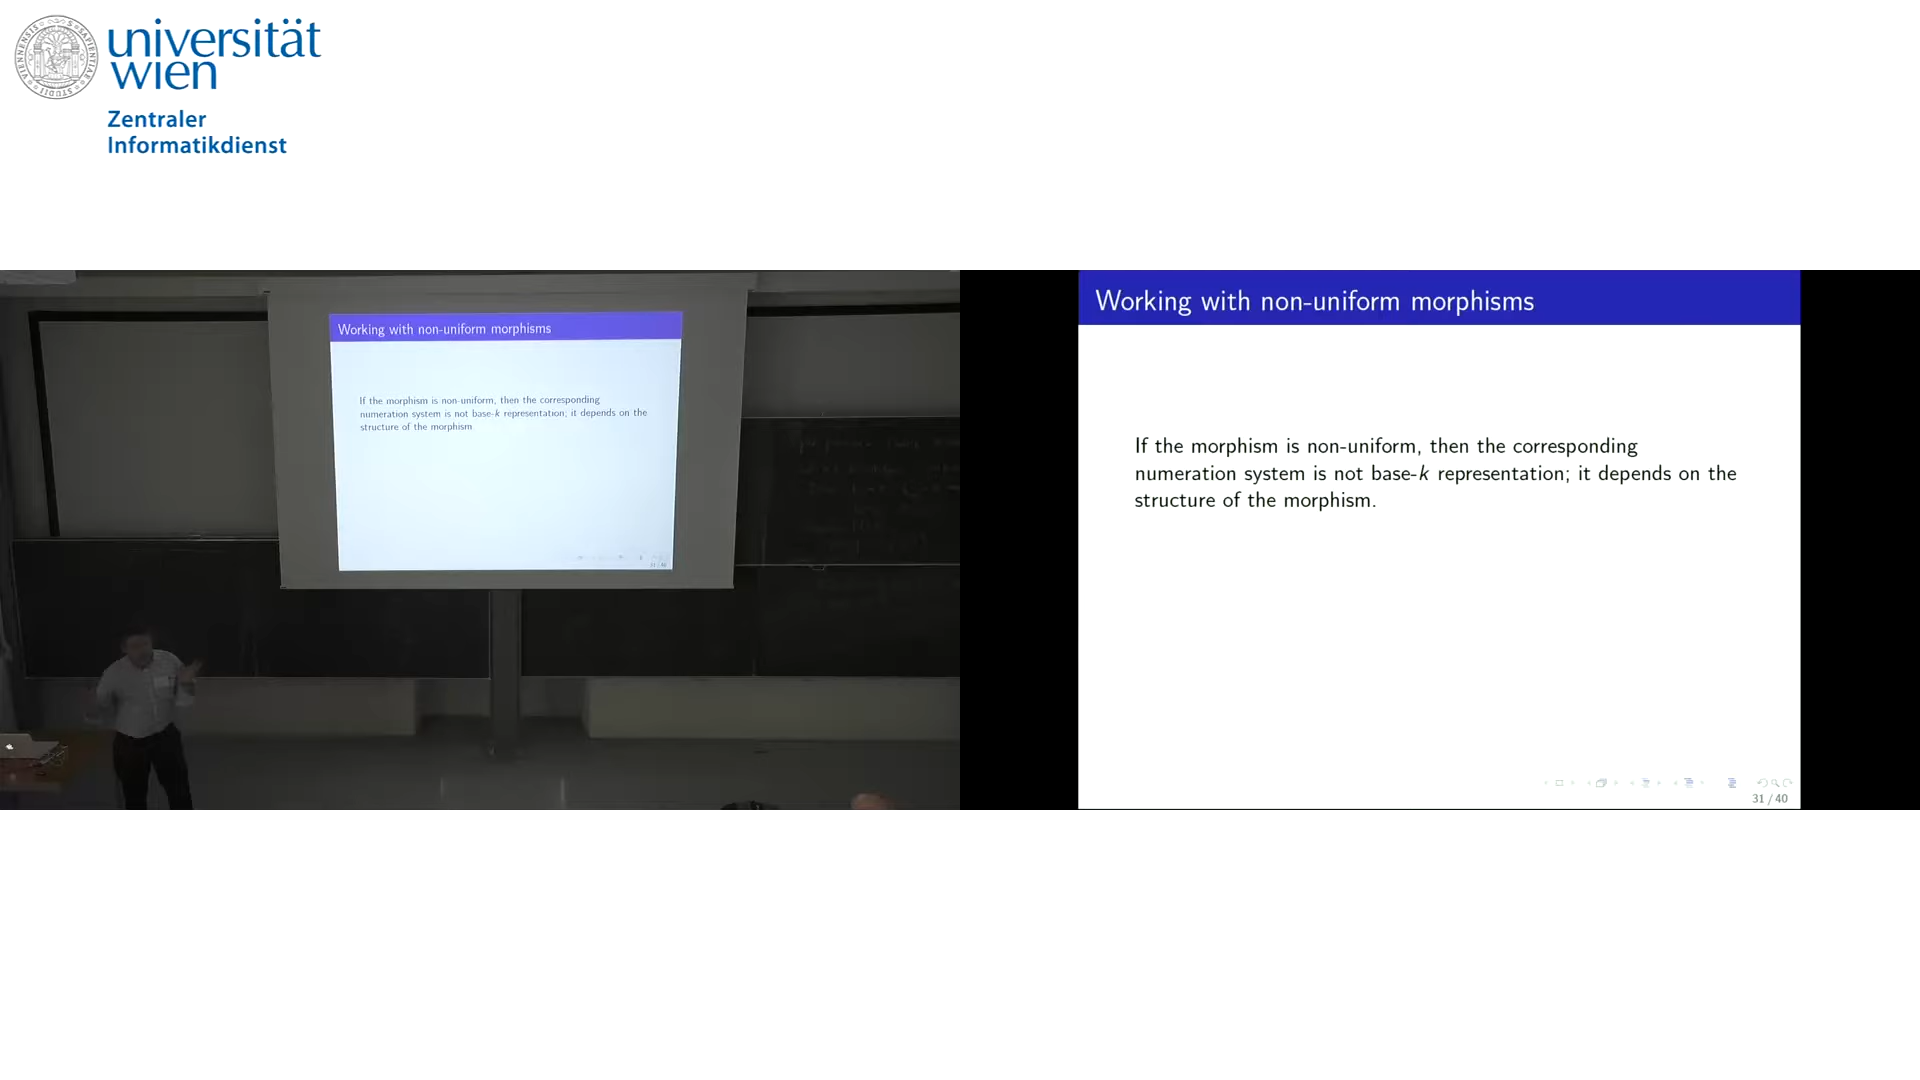 universität
wien
Zentraler
Informatikdienst
Working with non-uniform morphisms
If the morphism is non-uniform, then the corresponding
numeration system is not base-k representation; it depends on the
structure of the morphism
Working with non-uniform morphisms
If the morphism is non-uniform, then the corresponding
numeration system is not base-k representation; it depends on the
structure of the morphism.
31 / 40